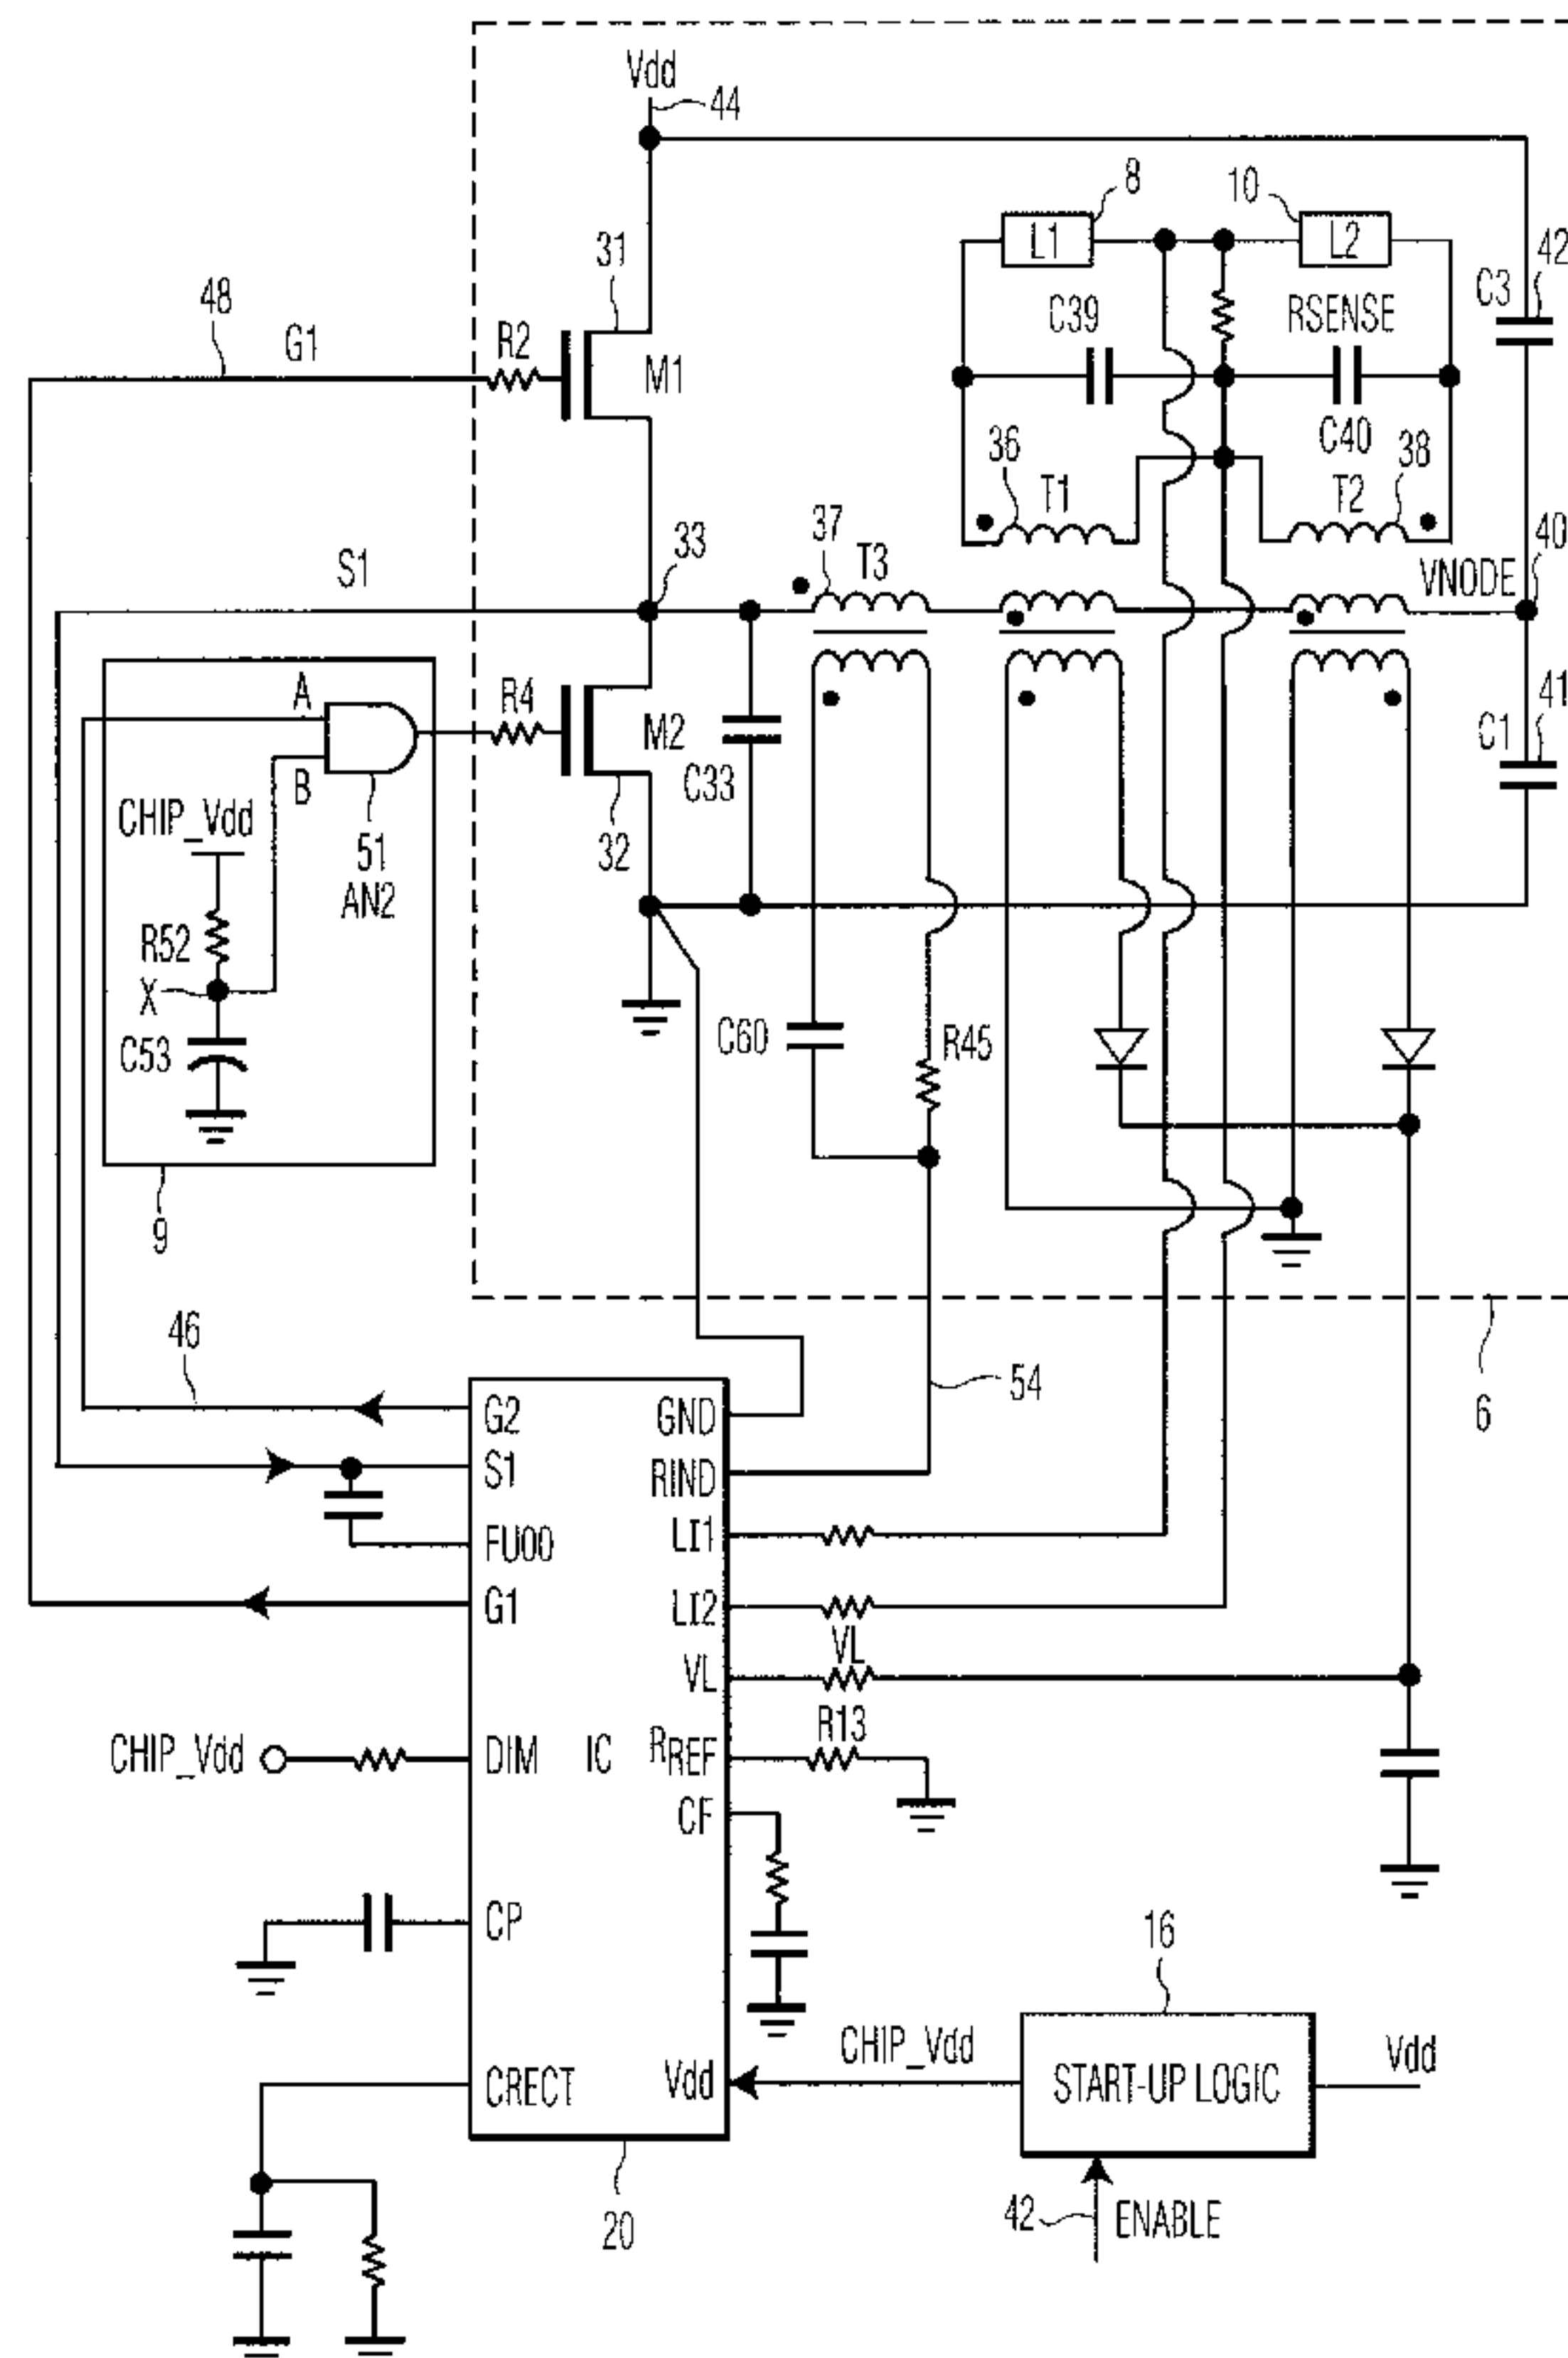 Vdd
44
8
10
L1
L2
42
C3
31
48
G1
R2
M1
C39
RSENSE
C40
36
T1
T2
38
37
T3
33
S1
VNODE
40
A
R4
M2
C33
41
C1
B
CHIP_Vdd
51
AN2
32
R52
X
C53
C60
R45
9
46
54
6
G2
GND
S1
RIND
FU00
LI1
G1
LI2
VL
VL
R13
CHIP_Vdd
DIM
IC
RREF
CF
CP
16
CHIP_Vdd
Vdd
CRECT
Vdd
START-UP LOGIC
20
42
ENABLE